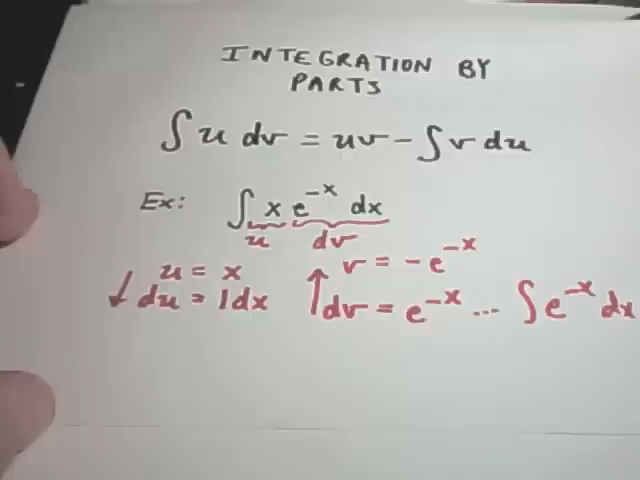 INTEGRATION BY
PARTS
∫ u dv = uv - ∫ v du
Ex: ∫ x e^{-x} dx
u dv
u = x
du = 1dx
v = -e^{-x}
dv = e^{-x} ... ∫ e^{-x} dx